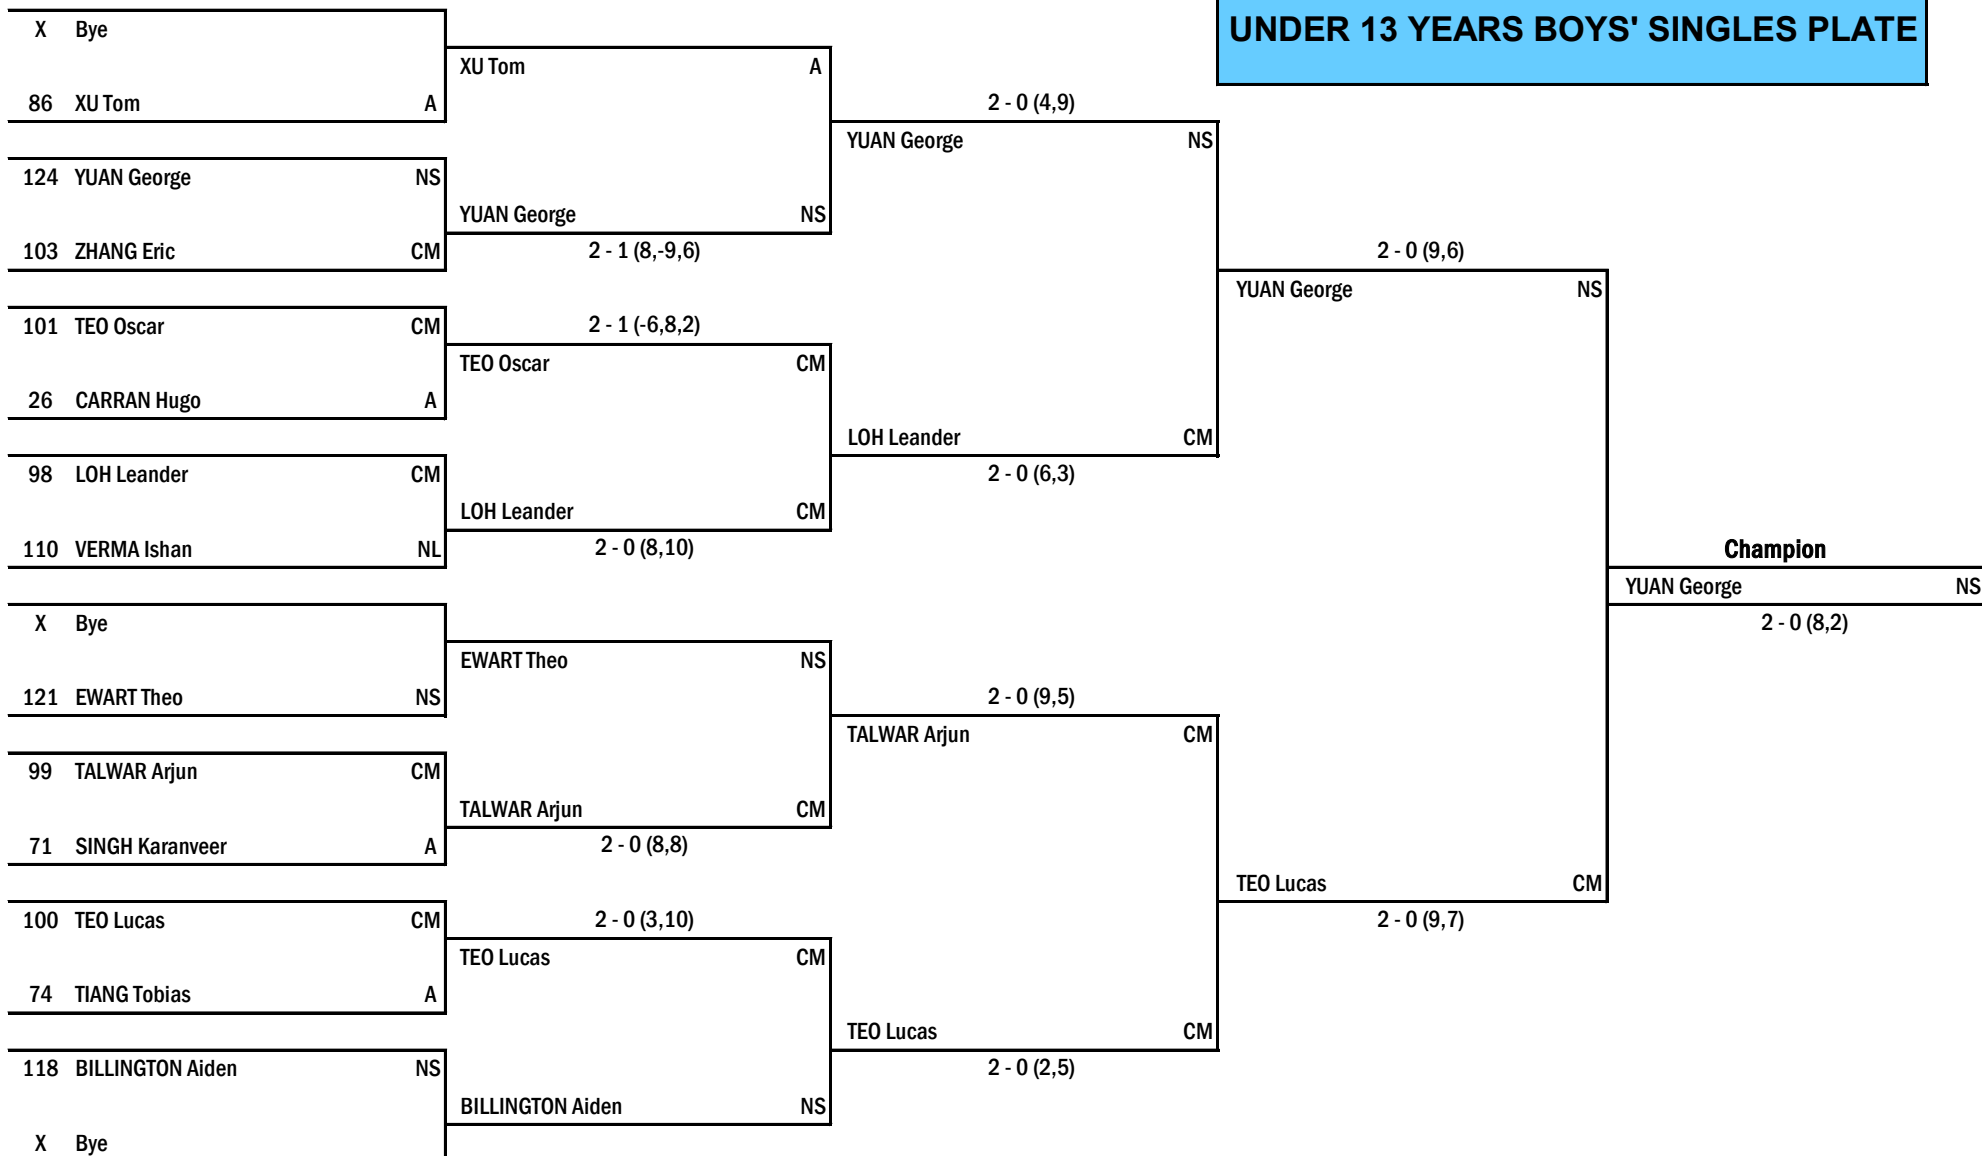 UNDER 13 YEARS BOYS' SINGLES PLATE
X Bye
XU Tom A
86 XU Tom A
2 - 0 (4,9)
YUAN George NS
124 YUAN George NS
YUAN George NS
103 ZHANG Eric CM
2 - 1 (8,-9,6)
2 - 0 (9,6)
YUAN George NS
101 TEO Oscar CM
2 - 1 (-6,8,2)
TEO Oscar CM
26 CARRAN Hugo A
LOH Leander CM
98 LOH Leander CM
2 - 0 (6,3)
LOH Leander CM
110 VERMA Ishan NL
2 - 0 (8,10)
Champion
YUAN George NS
X Bye
2 - 0 (8,2)
EWART Theo NS
121 EWART Theo NS
2 - 0 (9,5)
TALWAR Arjun CM
99 TALWAR Arjun CM
TALWAR Arjun CM
71 SINGH Karanveer A
2 - 0 (8,8)
TEO Lucas CM
100 TEO Lucas CM
2 - 0 (3,10)
2 - 0 (9,7)
TEO Lucas CM
74 TIANG Tobias A
TEO Lucas CM
118 BILLINGTON Aiden NS
2 - 0 (2,5)
BILLINGTON Aiden NS
X Bye